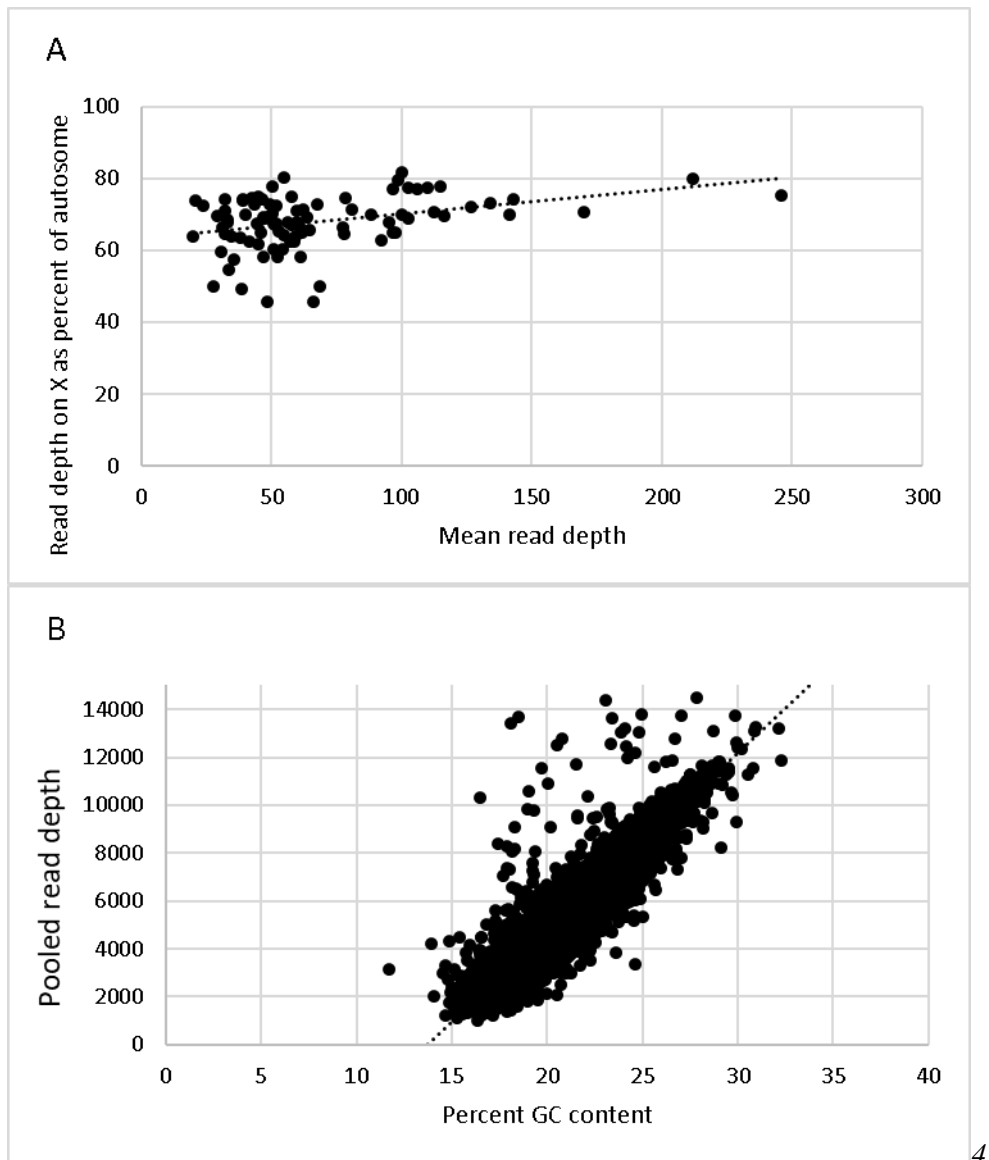 A
Read depth on X as percent of autosome
100
80
60
40
20
0
0 50 100 150 200 250 300
Mean read depth
B
Pooled read depth
14000
12000
10000
8000
6000
4000
2000
0
0 5 10 15 20 25 30 35 40
Percent GC content
4